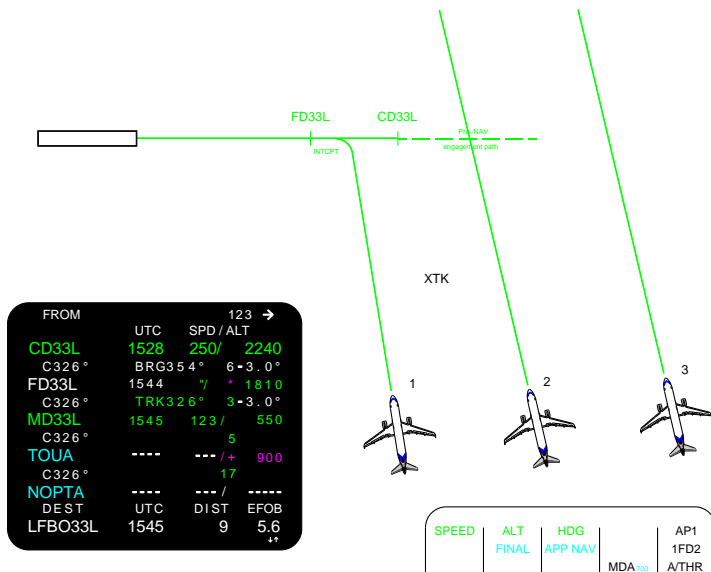 FD33L CD33L
Pre-NAV
engagement path
INTCPT
XTK
1 2 3
FROM 123 →
UTC SPD / ALT
CD33L 1528 250/ 2240
C326° BRG354° 6-3.0°
FD33L 1544 "/ * 1810
C326° TRK326° 3-3.0°
MD33L 1545 123/ 550
C326° 5
TOUA ---- ---/+ 900
C326° 17
NOPTA ---- ---/ -----
DEST UTC DIST EFOB
LFBO33L 1545 9 5.6
↓↑
SPEED ALT HDG AP1
FINAL APP NAV 1FD2
MDA 700 A/THR